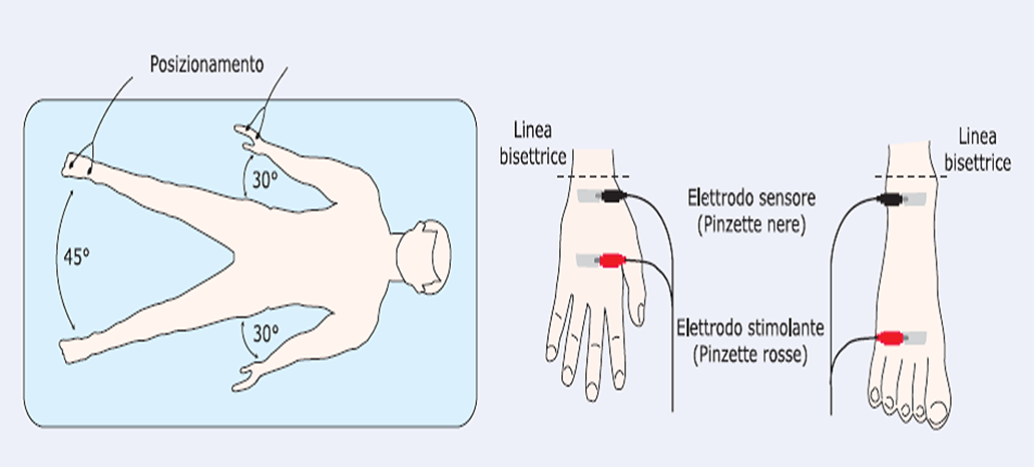 Posizionamento
30°
45°
30°
Linea
bisettrice
Elettrodo sensore
(Pinzette nere)
Elettrodo stimolante
(Pinzette rosse)
Linea
bisettrice